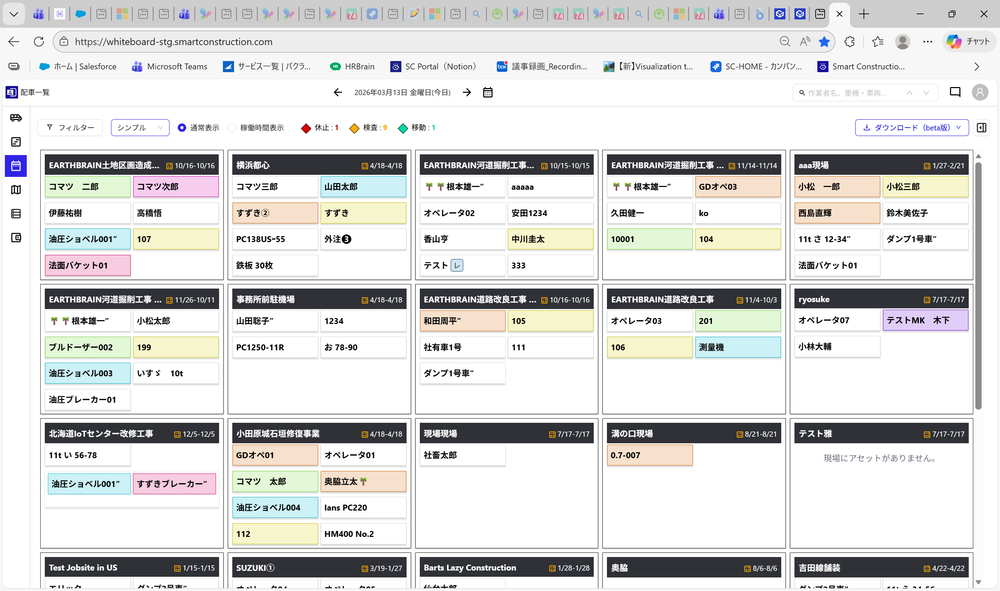 https://whiteboard-stg.smartconstruction.com
チャット
ホーム | Salesforce
Microsoft Teams
サービス一覧 | バクラ...
HRBrain
SC Portal（Notion）
議事録画_Recordin...
【新】Visualization t...
SC-HOME - カンバン...
Smart Constructio...
配車一覧
2026年03月13日 金曜日(今日)
作業者名、重機・車両...
フィルター
シンプル
通常表示
稼働時間表示
休止 : 1
検査 : 9
移動 : 1
ダウンロード（beta版）
EARTHBRAIN土地区画造成... 10/16-10/16
コマツ　二郎
コマツ次郎
伊藤祐樹
高橋悟
油圧ショベル001”
107
法面バケット01
横浜都心 4/18-4/18
コマツ三郎
山田太郎
すずき②
すずき
PC138US-55
外注❸
鉄板 30枚
EARTHBRAIN河道掘削工事... 10/15-10/15
🌴 🌴 根本雄一”
aaaaa
オペレータ02
安田1234
香山亨
中川圭太
テスト レ
333
EARTHBRAIN河道掘削工事 ... 11/14-11/14
🌴 🌴 根本雄一”
GDオペ03
久田健一
ko
10001
104
aaa現場 1/27-2/21
小松　一郎
小松三郎
西島直輝
鈴木美佐子
11t さ 12-34”
ダンプ1号車”
法面バケット01
EARTHBRAIN河道掘削工事 ... 11/26-10/11
🌴 🌴 根本雄一”
小松太郎
ブルドーザー002
199
油圧ショベル003
いすゞ　10t
油圧ブレーカー01
事務所前駐機場 4/18-4/18
山田聡子”
1234
PC1250-11R
お 78-90
EARTHBRAIN道路改良工事 ... 10/16-10/16
和田周平”
105
社有車1号
111
ダンプ1号車”
EARTHBRAIN道路改良工事 11/4-10/3
オペレータ03
201
106
測量機
ryosuke 7/17-7/17
オペレータ07
テストMK　木下
小林大輔
北海道IoTセンター改修工事 12/5-12/5
11t い 56-78
油圧ショベル001”
すずきブレーカー”
小田原城石垣修復事業 4/18-4/18
GDオペ01
オペレータ01
コマツ　太郎
奥脇立太🌴
油圧ショベル004
Ians PC220
112
HM400 No.2
現場現場 7/17-7/17
社畜太郎
溝の口現場 8/21-8/21
0.7-007
テスト雅 7/17-7/17
現場にアセットがありません。
Test Jobsite in US 1/15-1/15
エリック
ダンプ2号車”
SUZUKI① 3/19-1/27
オペレータ04
オペレータ05
Barts Lazy Construction 1/28-1/28
仙台太郎
奥脇 8/6-8/6
吉田線舗装 4/22-4/22
ダンプ2号車”